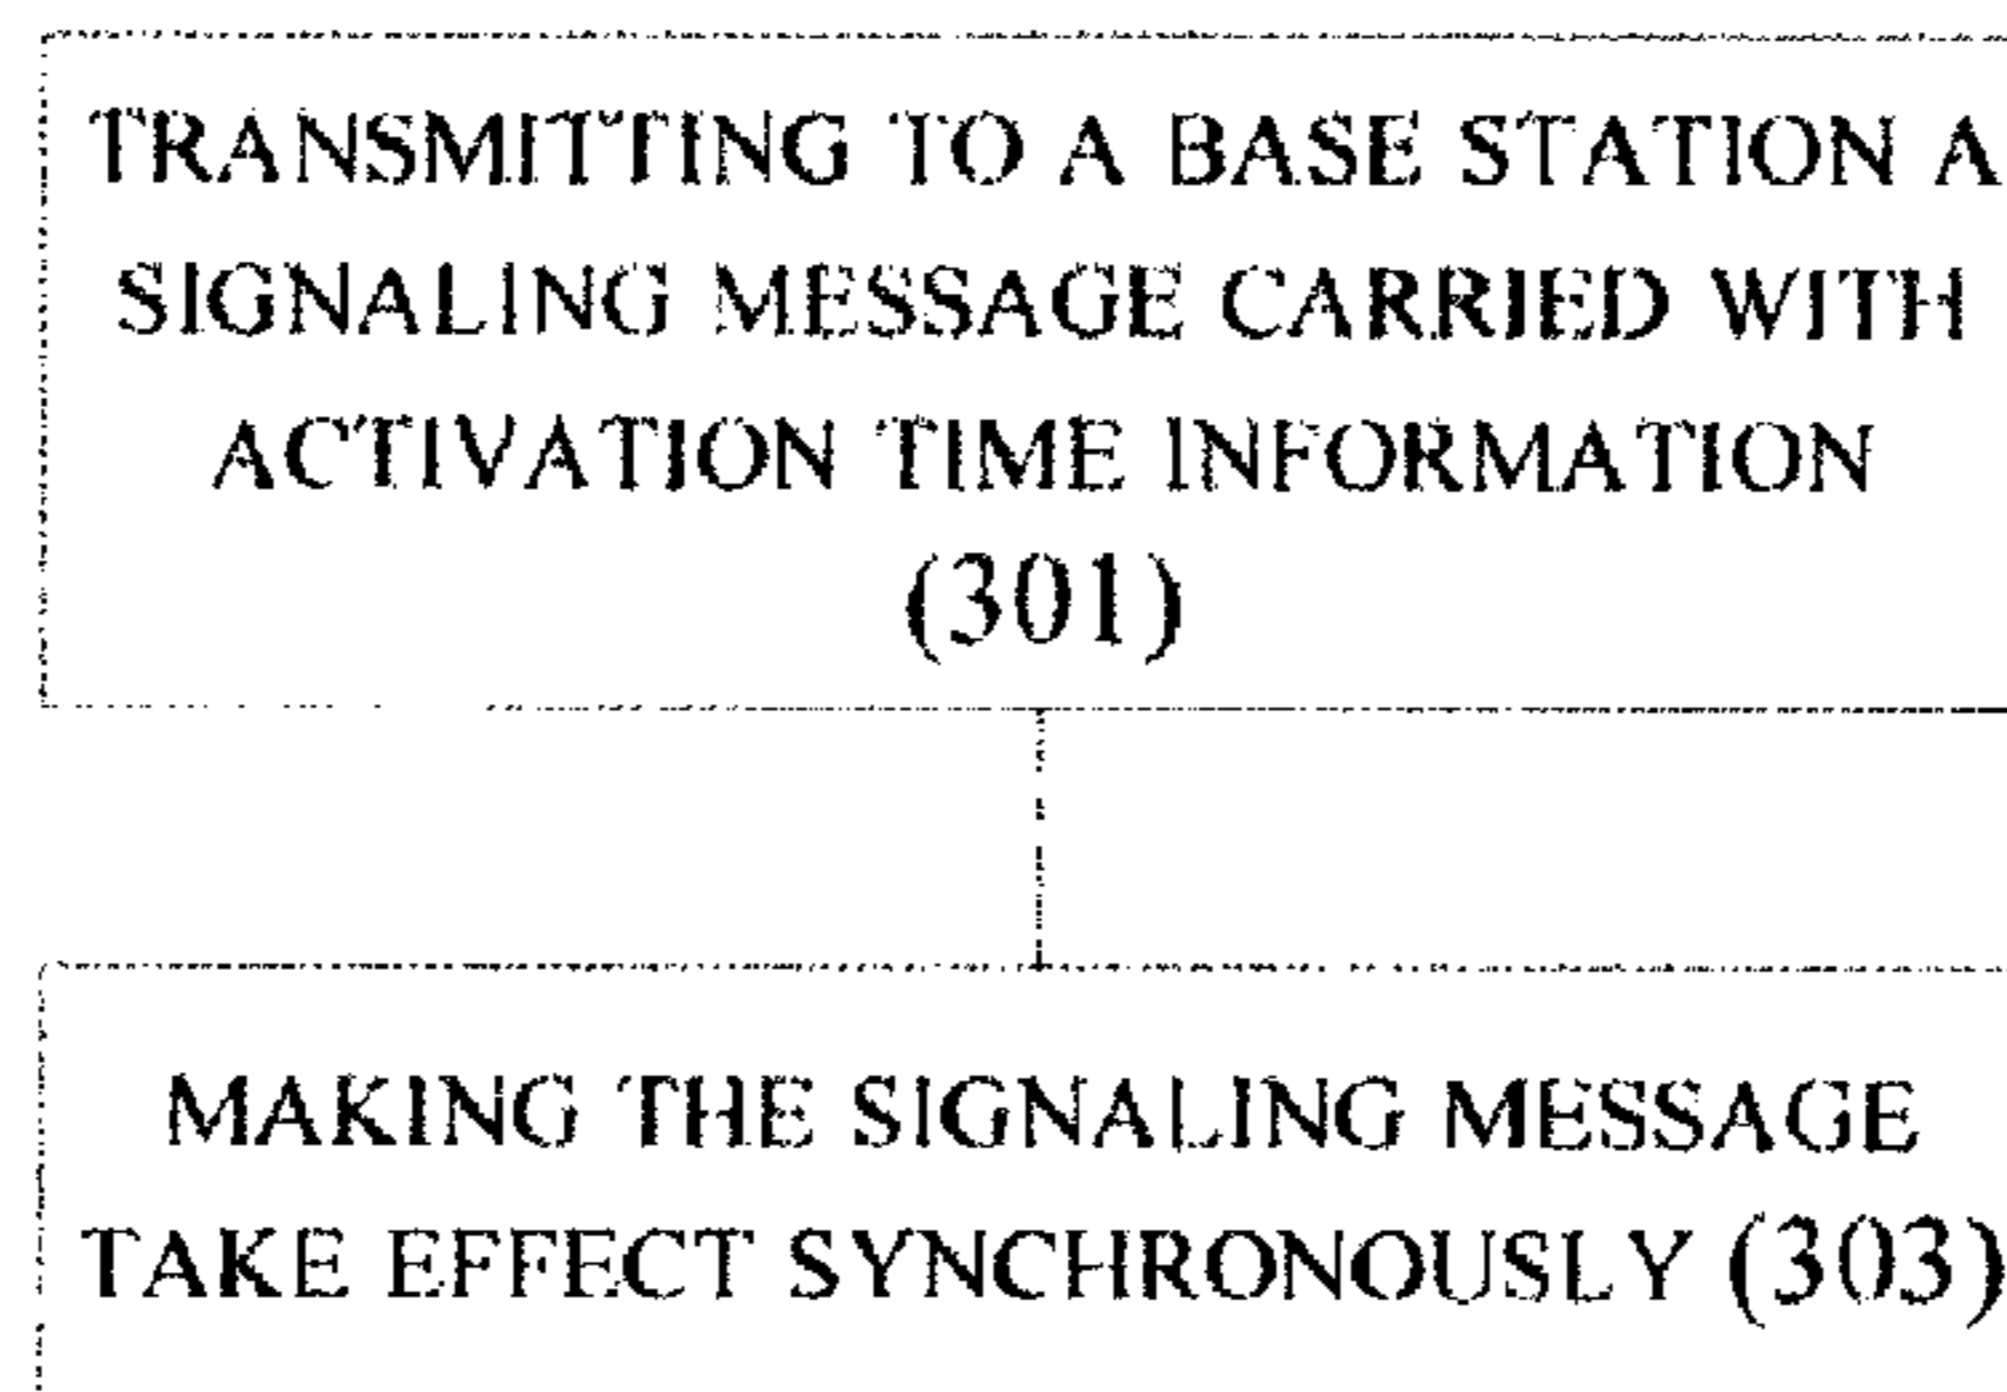 TRANSMITTING TO A BASE STATION A
SIGNALING MESSAGE CARRIED WITH
ACTIVATION TIME INFORMATION
(301)
MAKING THE SIGNALING MESSAGE
TAKE EFFECT SYNCHRONOUSLY (303)